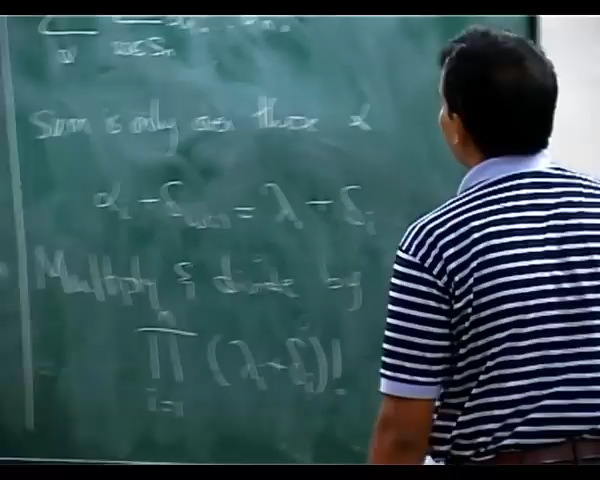 Sum is only over those α
α_i - δ_{w(i)} = λ_i - δ_i
Multiply & divide by
∏_{i=1}^{n} (λ_i + δ_i)!